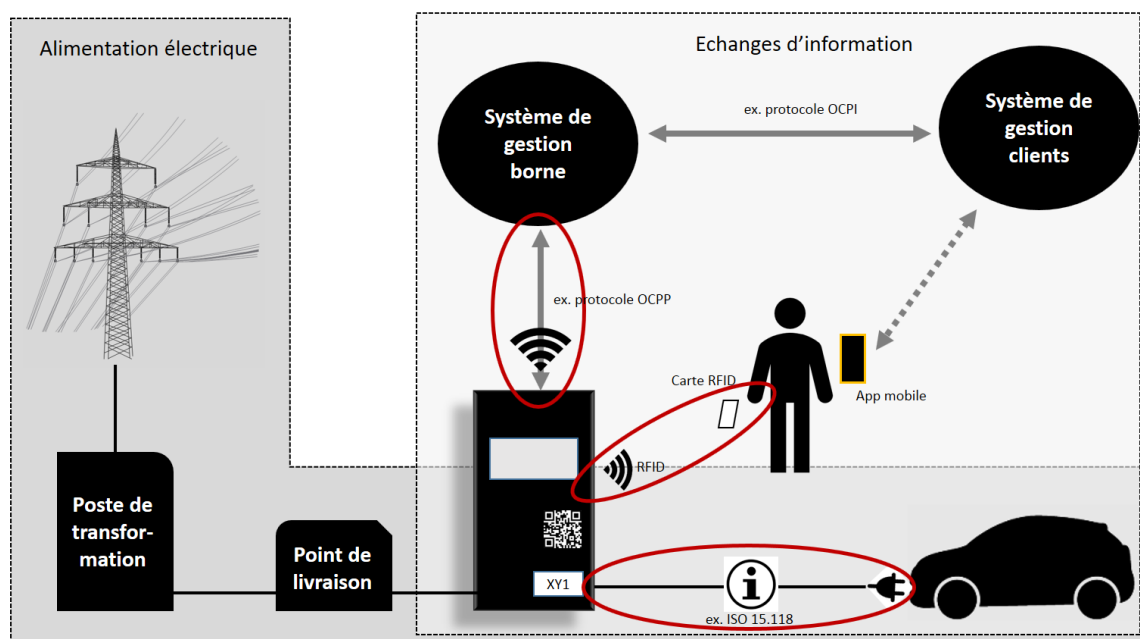 Alimentation électrique
Echanges d’information
Système de
gestion
borne
ex. protocole OCPI
Système de
gestion
clients
ex. protocole OCPP
Carte RFID
App mobile
RFID
Poste de
transfor-
mation
Point de
livraison
XY1
ex. ISO 15.118